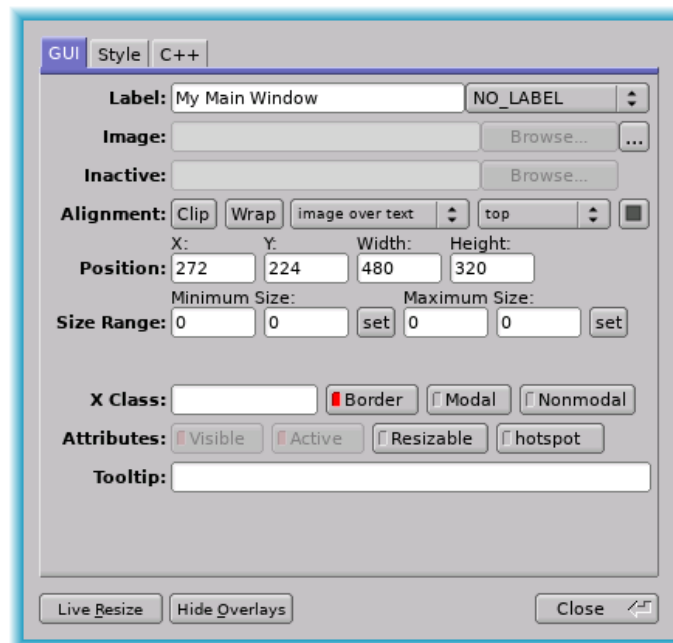 GUI Style C++
Label: My Main Window NO_LABEL
Image: Browse... ...
Inactive: Browse...
Alignment: Clip Wrap image over text top
X: Y: Width: Height:
Position: 272 224 480 320
Minimum Size: Maximum Size:
Size Range: 0 0 set 0 0 set
X Class: Border Modal Nonmodal
Attributes: Visible Active Resizable hotspot
Tooltip:
Live Resize Hide Overlays Close